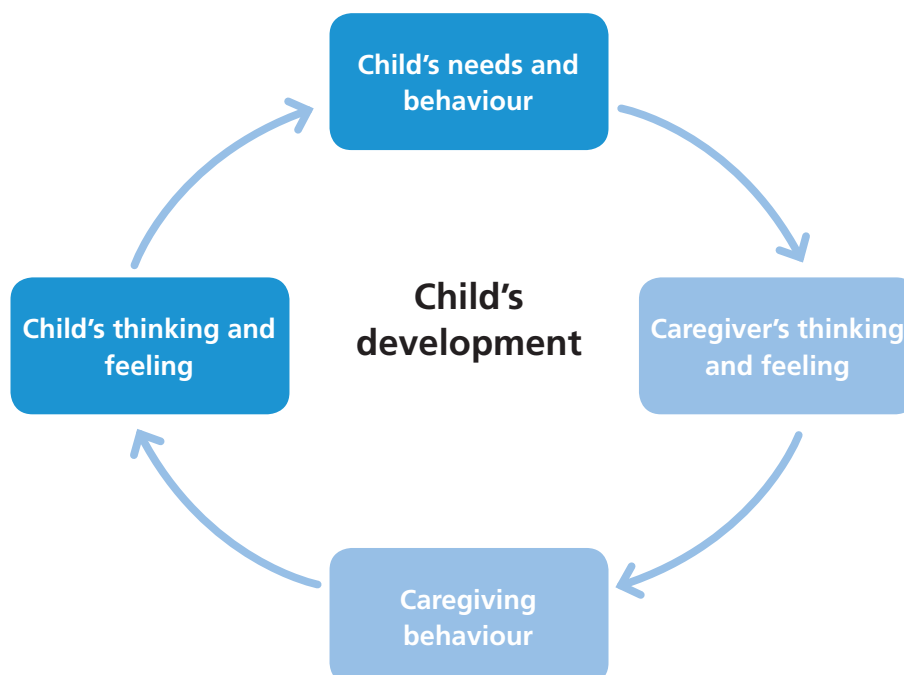 Child’s needs and
behaviour
Child’s
development
Child’s thinking and
feeling
Caregiver’s thinking
and feeling
Caregiving
behaviour